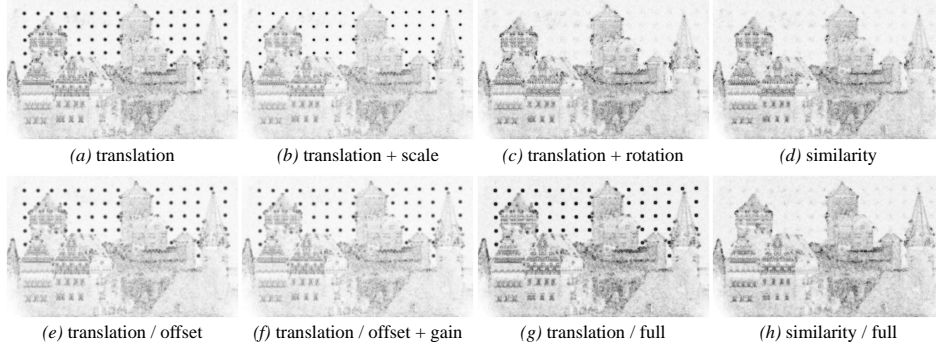 (a) translation
(b) translation + scale
(c) translation + rotation
(d) similarity
(e) translation / offset
(f) translation / offset + gain
(g) translation / full
(h) similarity / full